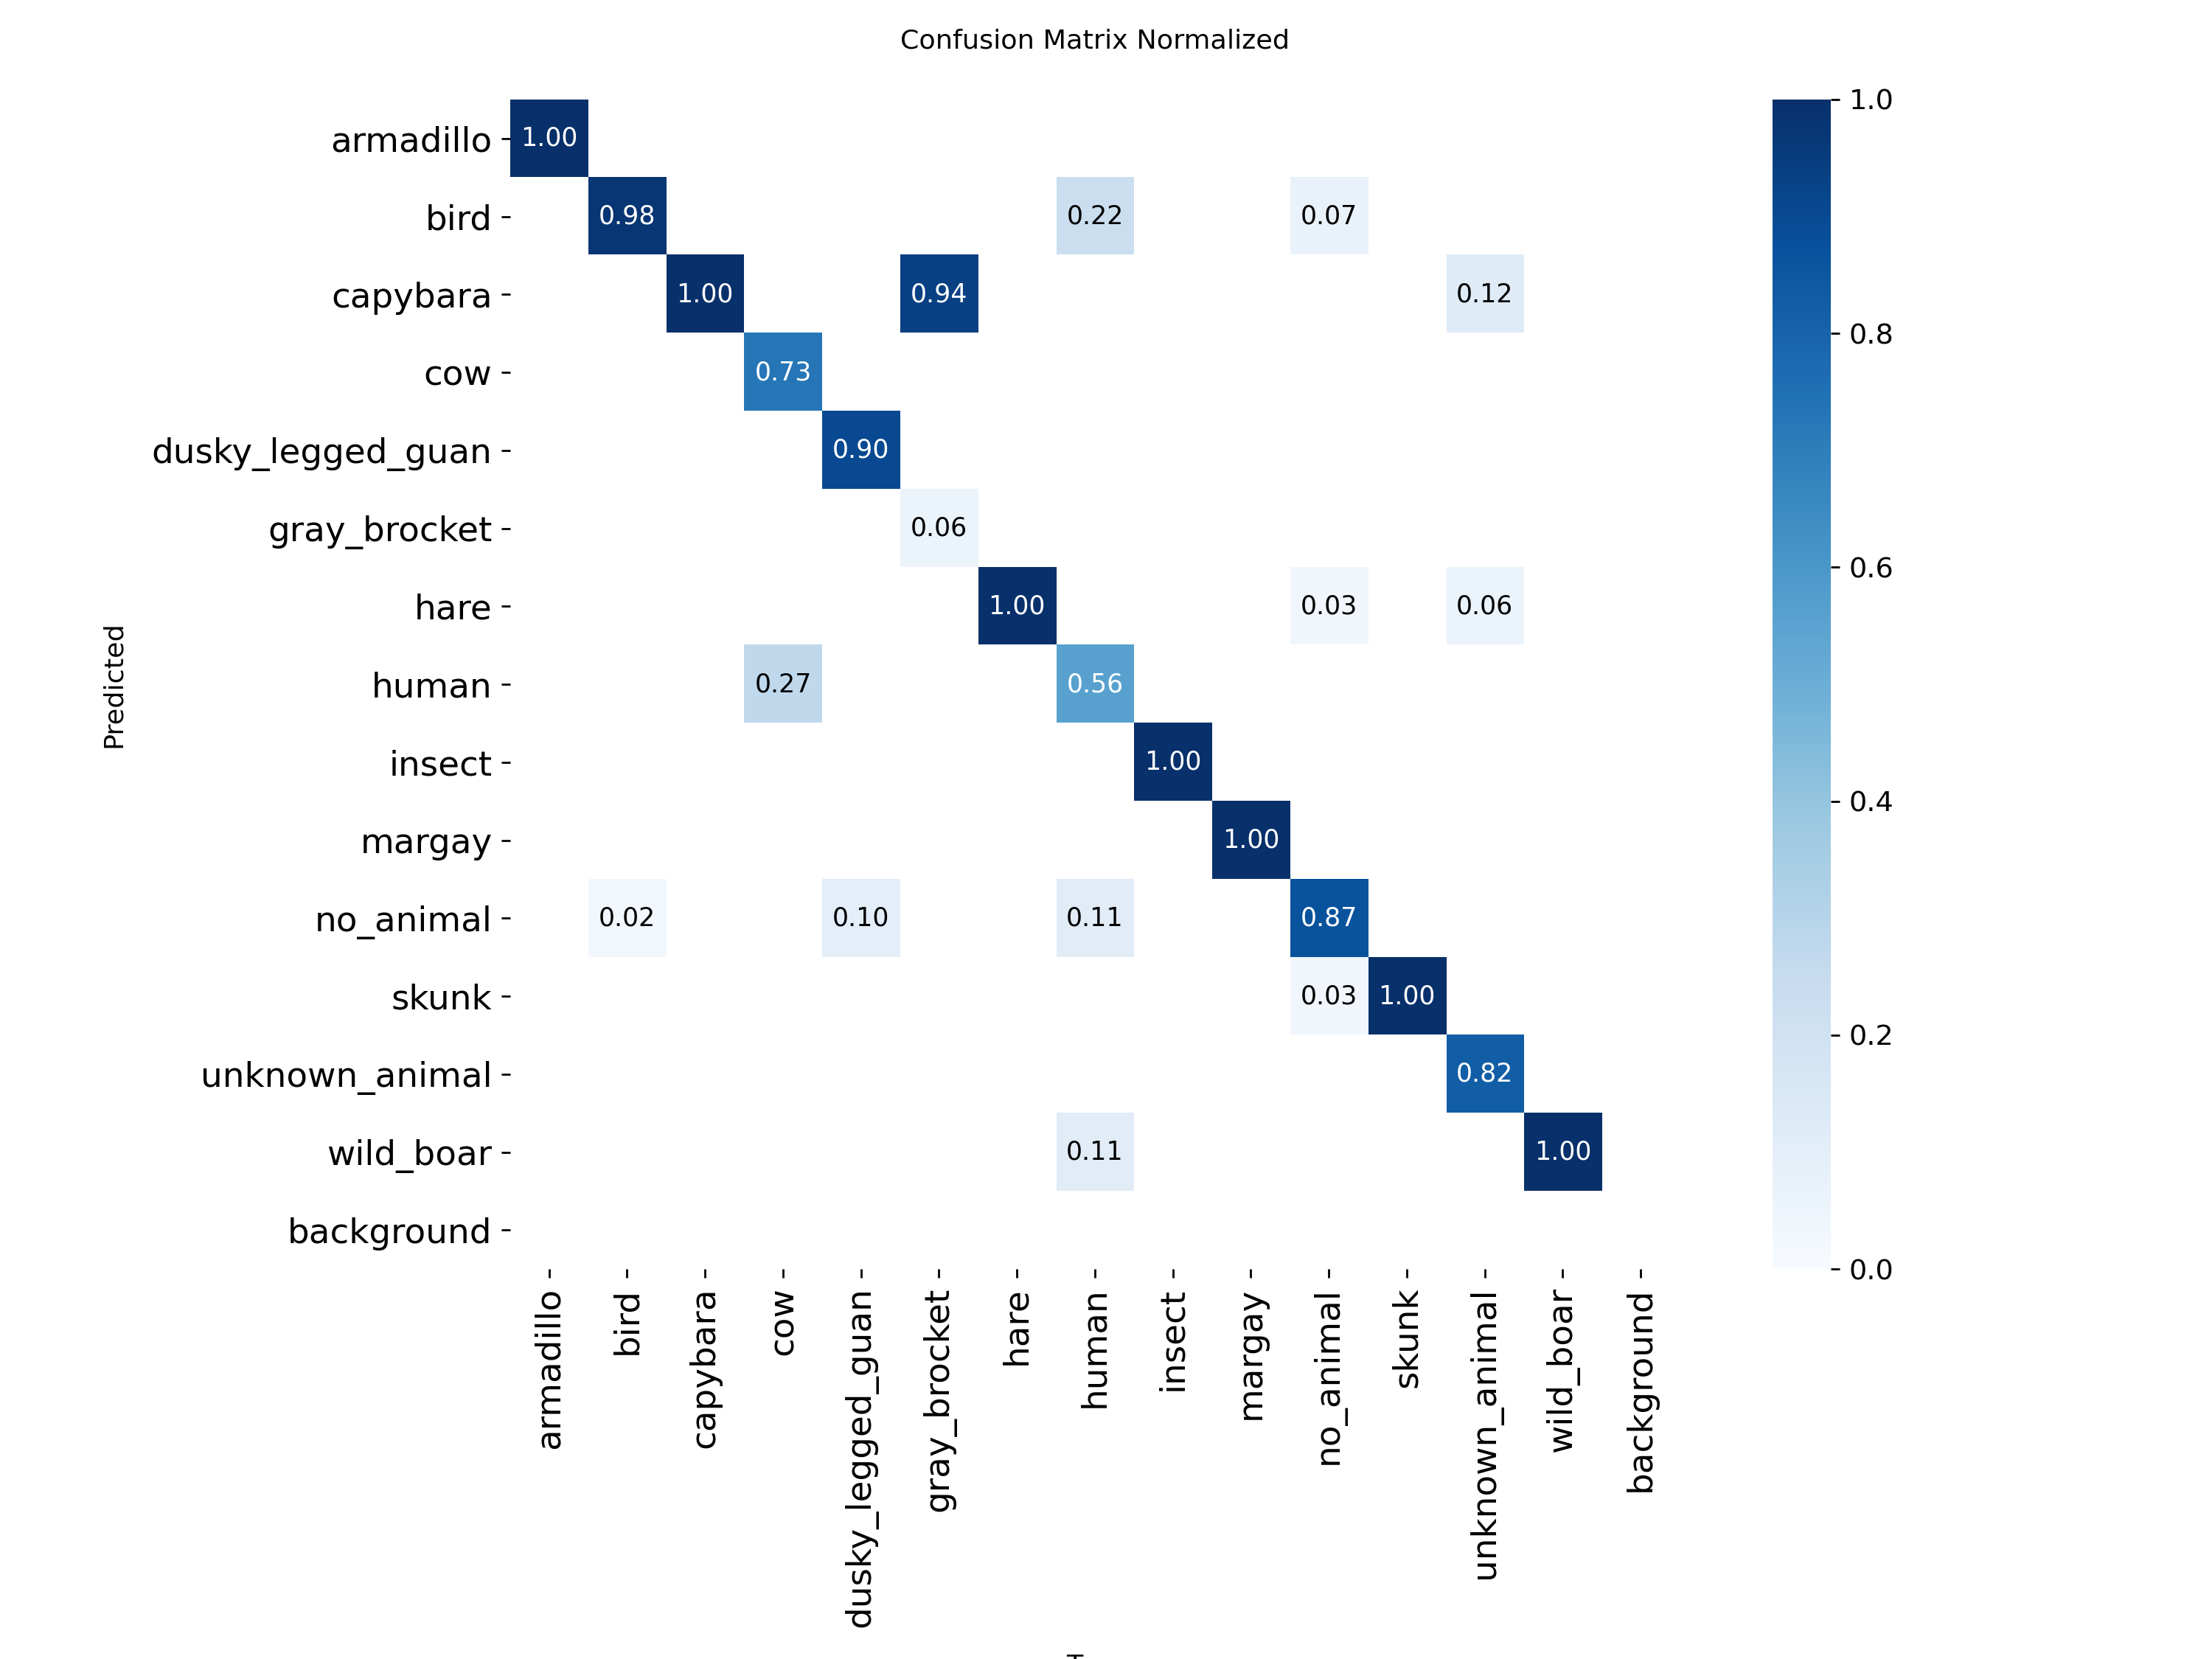 Confusion Matrix Normalized
armadillo 1.00
bird 0.98 0.22 0.07
capybara 1.00 0.94 0.12
cow 0.73
dusky_legged_guan 0.90
gray_brocket 0.06
hare 1.00 0.03 0.06
human 0.27 0.56
insect 1.00
margay 1.00
no_animal 0.02 0.10 0.11 0.87
skunk 0.03 1.00
unknown_animal 0.82
wild_boar 0.11 1.00
background
Predicted
armadillo
bird
capybara
cow
dusky_legged_guan
gray_brocket
hare
human
insect
margay
no_animal
skunk
unknown_animal
wild_boar
background
1.0
0.8
0.6
0.4
0.2
0.0